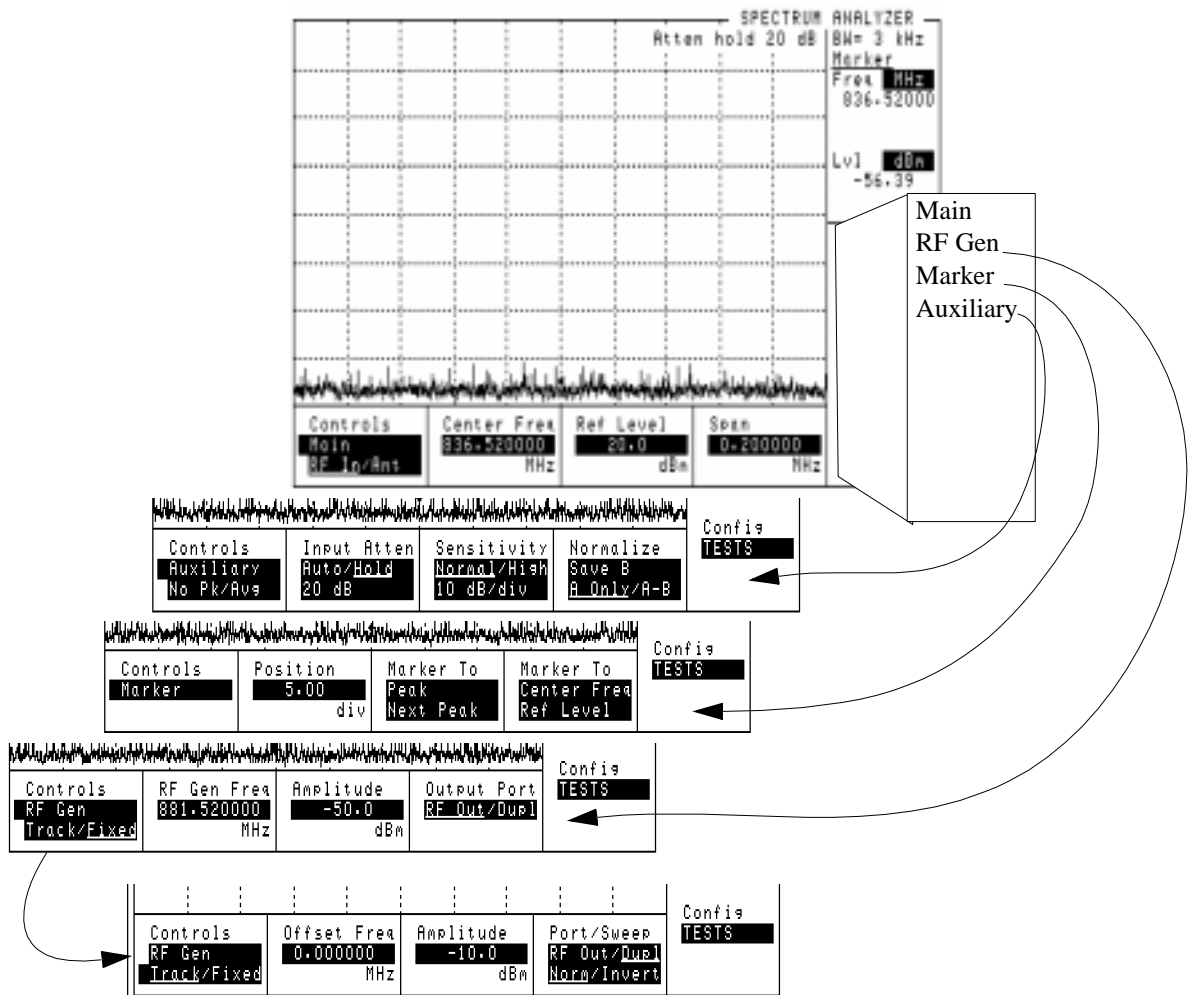 SPECTRUM ANALYZER
Atten hold 20 dB
BW= 3 kHz
Marker
Freq MHz
836.52000
Lvl dBm
-56.39
Main
RF Gen
Marker
Auxiliary
Controls
Main
RF In/Ant
Center Freq
836.520000
MHz
Ref Level
20.0
dBm
Span
0.200000
MHz
Controls
Auxiliary
No Pk/Avg
Input Atten
Auto/Hold
20 dB
Sensitivity
Normal/High
10 dB/div
Normalize
Save B
A Only/A-B
Config
TESTS
Controls
Marker
Position
5.00
div
Marker To
Peak
Next Peak
Marker To
Center Freq
Ref Level
Config
TESTS
Controls
RF Gen
Track/Fixed
RF Gen Freq
881.520000
MHz
Amplitude
-50.0
dBm
Output Port
RF Out/Dupl
Config
TESTS
Controls
RF Gen
Track/Fixed
Offset Freq
0.000000
MHz
Amplitude
-10.0
dBm
Port/Sweep
RF Out/Dupl
Norm/Invert
Config
TESTS